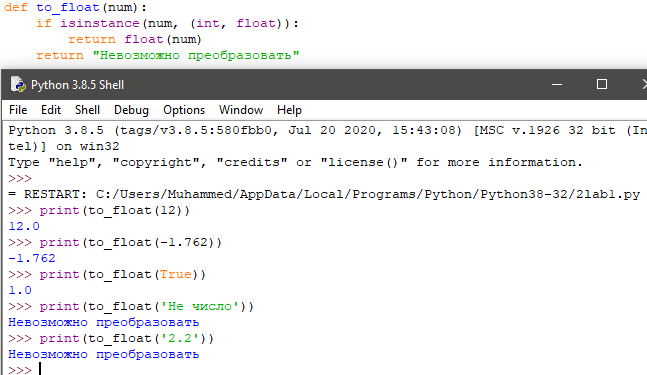 def to_float(num):
    if isinstance(num, (int, float)):
        return float(num)
    return "Невозможно преобразовать"
Python 3.8.5 Shell
File Edit Shell Debug Options Window Help
Python 3.8.5 (tags/v3.8.5:580fbb0, Jul 20 2020, 15:43:08) [MSC v.1926 32 bit (In
tel)] on win32
Type "help", "copyright", "credits" or "license()" for more information.
>>>
= RESTART: C:/Users/Muhammed/AppData/Local/Programs/Python/Python38-32/2lab1.py
>>> print(to_float(12))
12.0
>>> print(to_float(-1.762))
-1.762
>>> print(to_float(True))
1.0
>>> print(to_float('Не число'))
Невозможно преобразовать
>>> print(to_float('2.2'))
Невозможно преобразовать
>>>